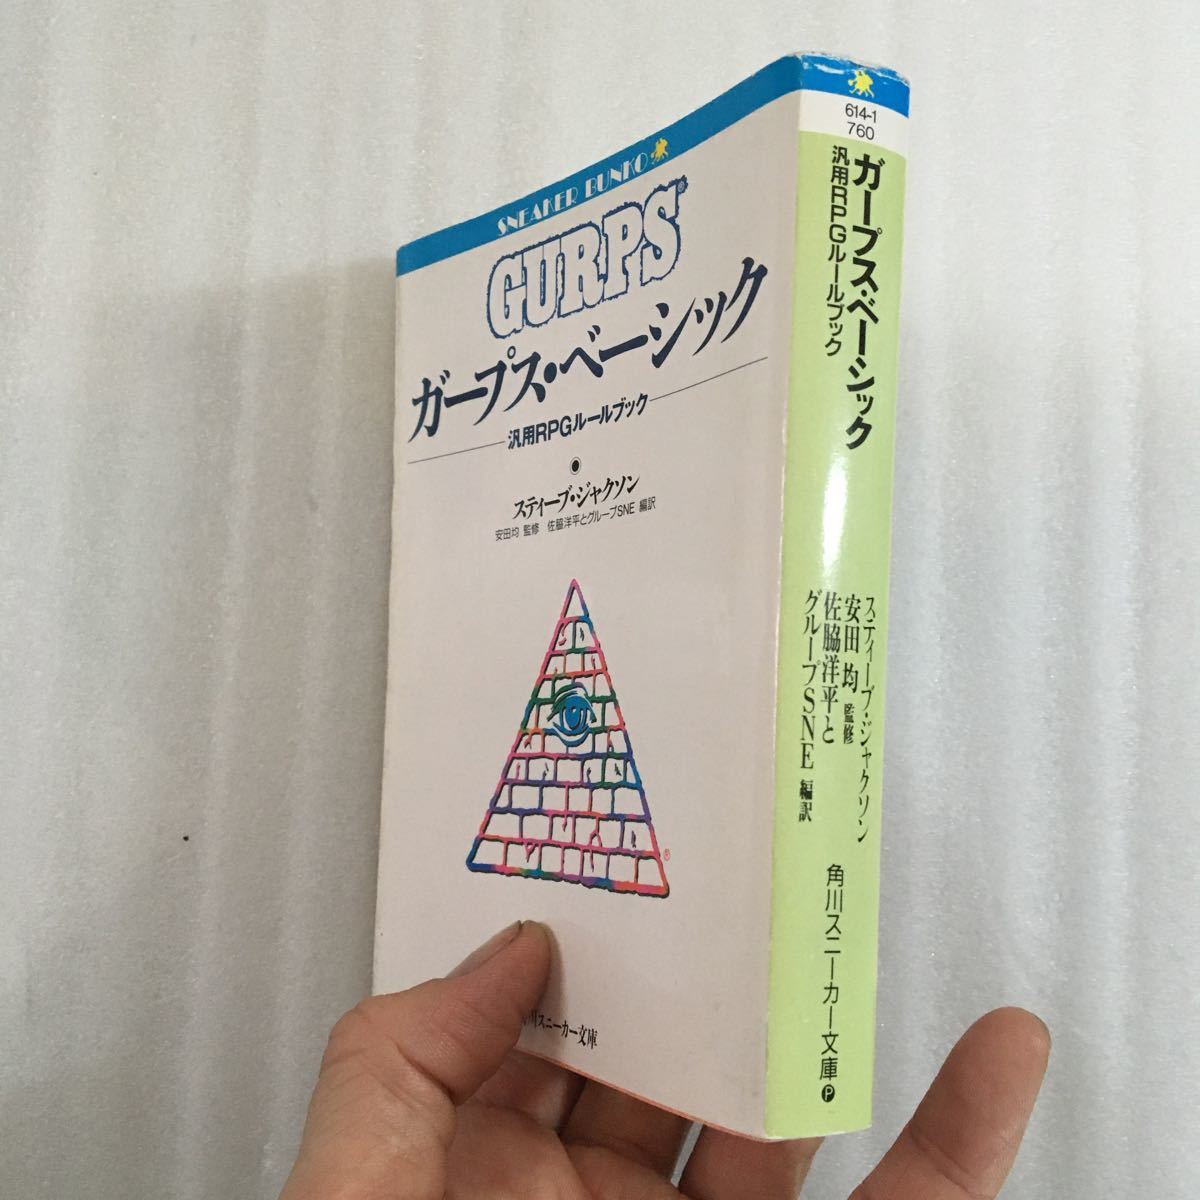 SNEAKER BUNKO
GURPS®
ガープス・ベーシック
汎用RPGルールブック
スティーブ・ジャクソン
安田均 監修 佐脇洋平とグループSNE 編訳
®
川スニーカー文庫
614-1
760
ガープス・ベーシック
汎用RPGルールブック
スティーブ・ジャクソン
安田 均 監修
佐脇洋平と
グループSNE 編訳
角川スニーカー文庫
P